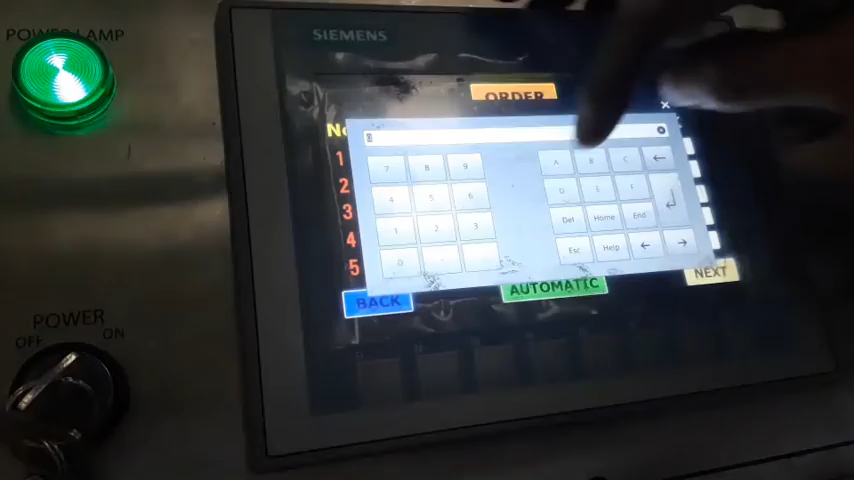 POWER LAMP
SIEMENS
ORDER
No
0
7 8 9 A B C
4 5 6 D E F
1 2 3 Del Home End
0 . Esc Help
1
2
3
4
5
BACK
AUTOMATIC
NEXT
POWER
OFF ON